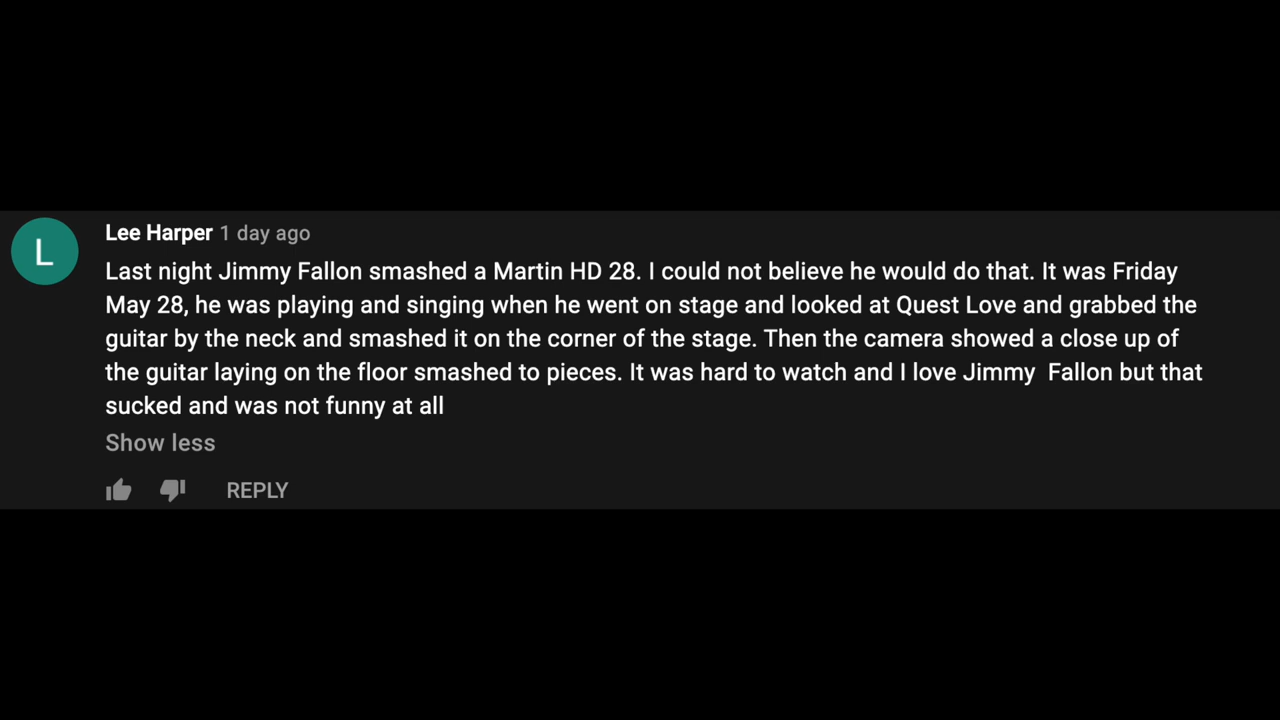 L
Lee Harper 1 day ago
Last night Jimmy Fallon smashed a Martin HD 28. I could not believe he would do that. It was Friday
May 28, he was playing and singing when he went on stage and looked at Quest Love and grabbed the
guitar by the neck and smashed it on the corner of the stage. Then the camera showed a close up of
the guitar laying on the floor smashed to pieces. It was hard to watch and I love Jimmy  Fallon but that
sucked and was not funny at all
Show less
REPLY